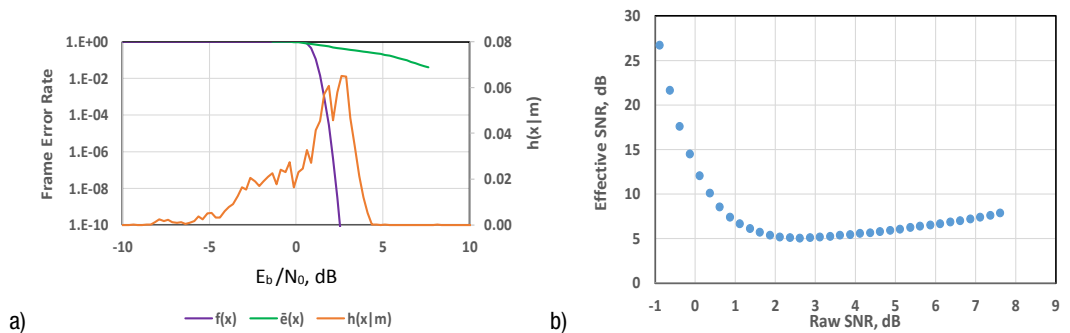 1.E+00
1.E-02
1.E-04
1.E-06
1.E-08
1.E-10
Frame Error Rate
0.08
0.06
0.04
0.02
0.00
h(x|m)
-10 -5 0 5 10
E_b/N_0, dB
f(x) ē(x) h(x|m)
a)
30
25
20
15
10
5
0
Effective SNR, dB
-1 0 1 2 3 4 5 6 7 8 9
Raw SNR, dB
b)